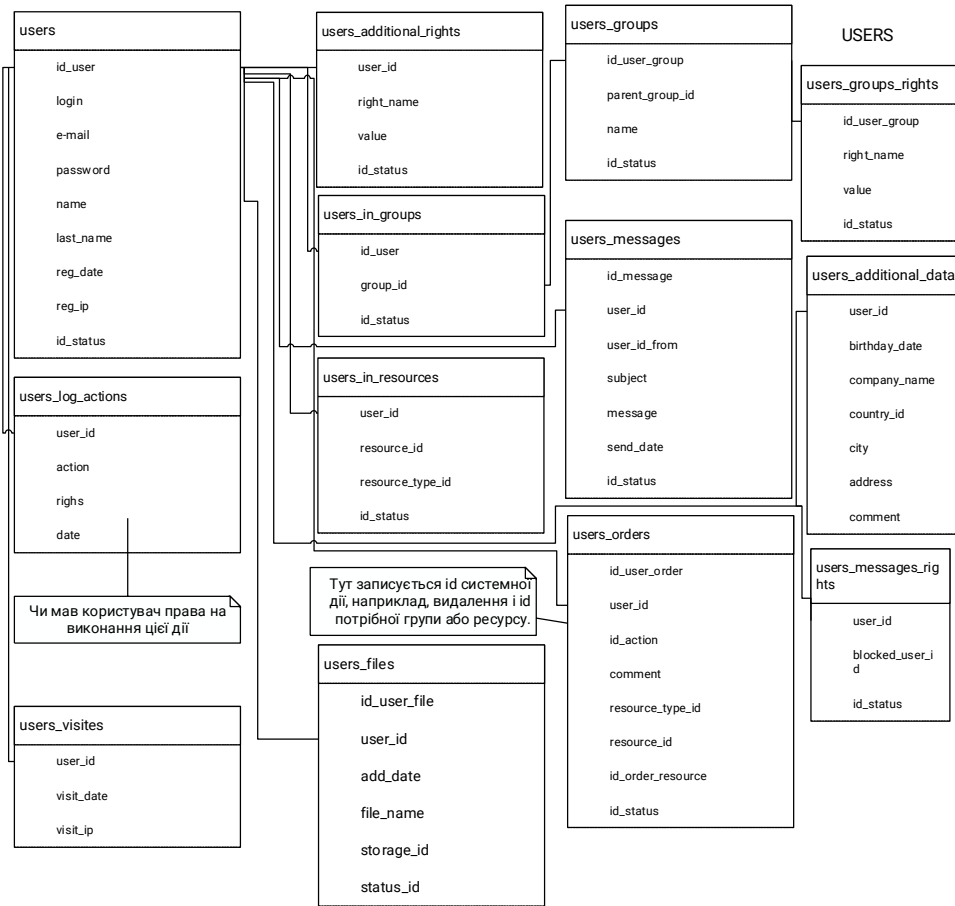 USERS
users
id_user
login
e-mail
password
name
last_name
reg_date
reg_ip
id_status
users_log_actions
user_id
action
righs
date
Чи мав користувач права на
виконання цієї дії
users_visites
user_id
visit_date
visit_ip
users_additional_rights
user_id
right_name
value
id_status
users_in_groups
id_user
group_id
id_status
users_in_resources
user_id
resource_id
resource_type_id
id_status
Тут записується id системної
дії, наприклад, видалення і id
потрібної групи або ресурсу.
users_files
id_user_file
user_id
add_date
file_name
storage_id
status_id
users_groups
id_user_group
parent_group_id
name
id_status
users_messages
id_message
user_id
user_id_from
subject
message
send_date
id_status
users_orders
id_user_order
user_id
id_action
comment
resource_type_id
resource_id
id_order_resource
id_status
users_groups_rights
id_user_group
right_name
value
id_status
users_additional_data
user_id
birthday_date
company_name
country_id
city
address
comment
users_messages_rig
hts
user_id
blocked_user_i
d
id_status